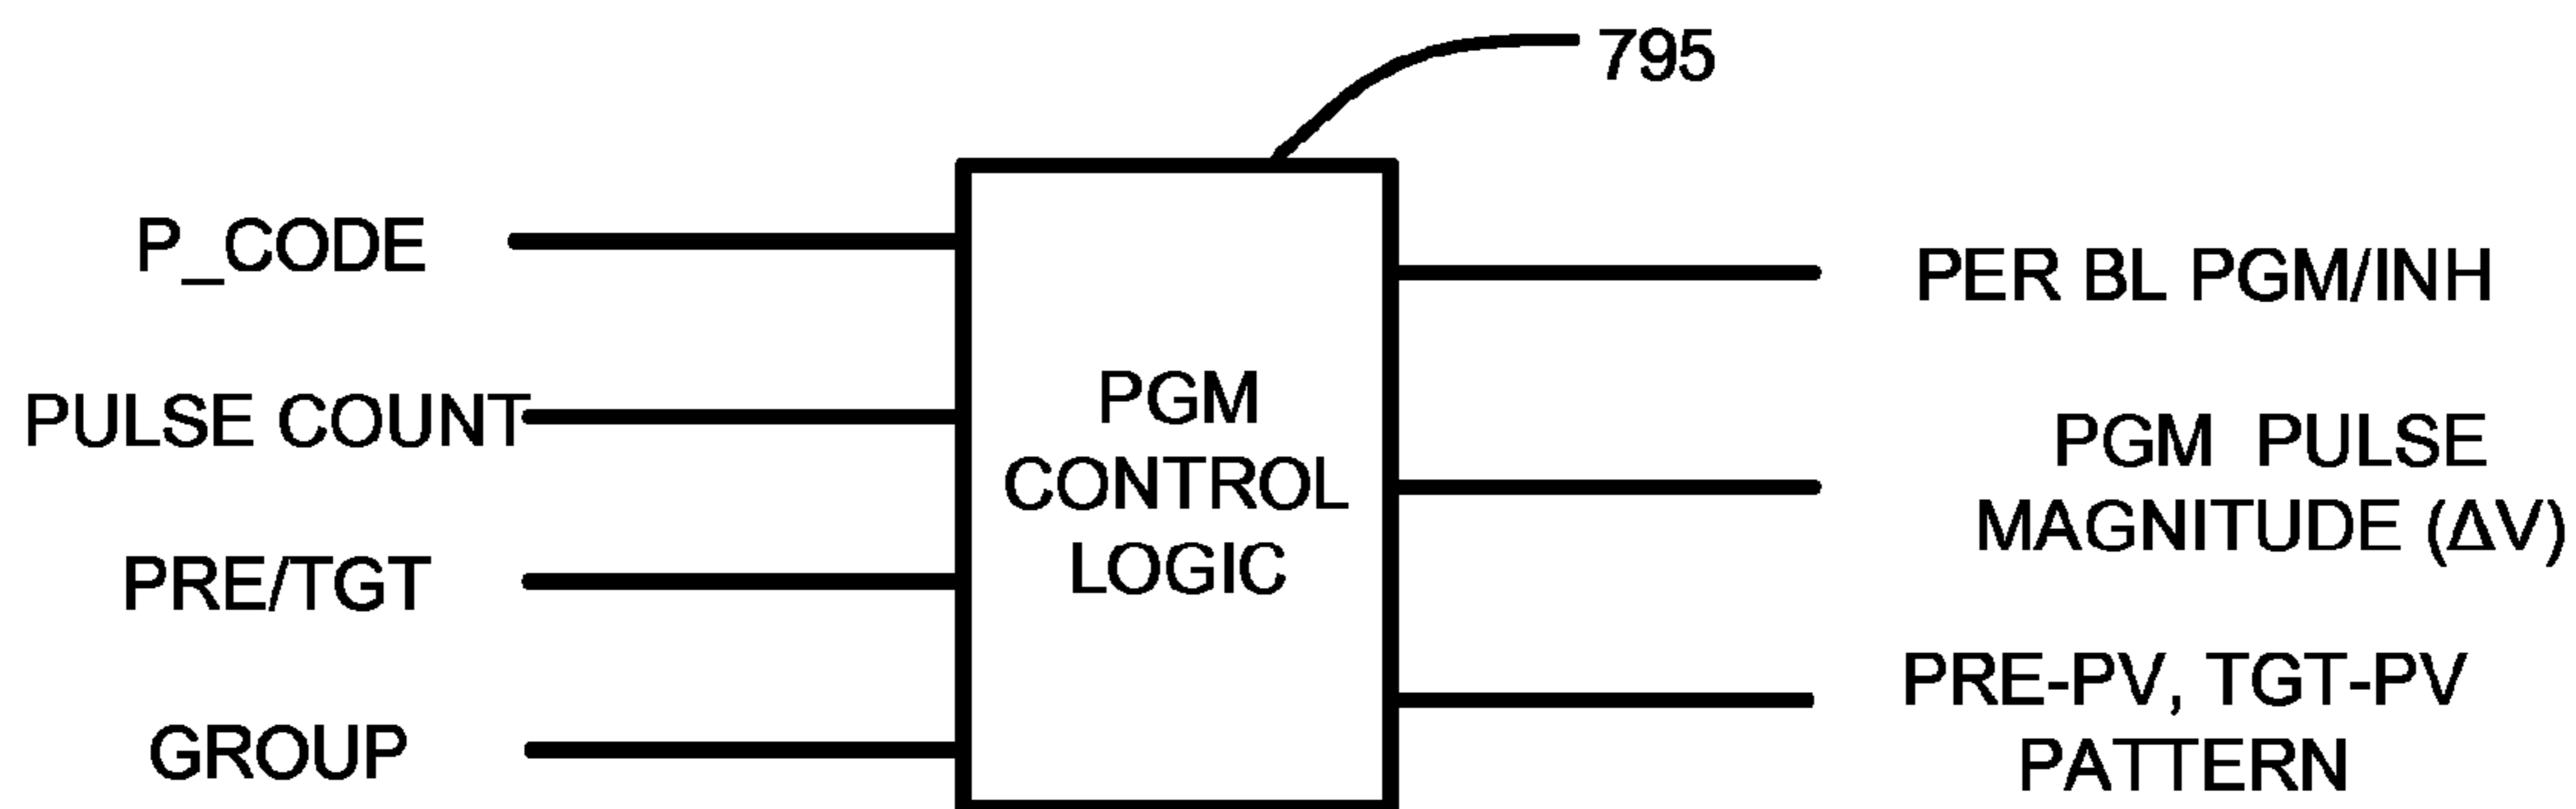 795
P_CODE
PULSE COUNT
PRE/TGT
GROUP
PGM
CONTROL
LOGIC
PER BL PGM/INH
PGM PULSE
MAGNITUDE (ΔV)
PRE-PV, TGT-PV
PATTERN